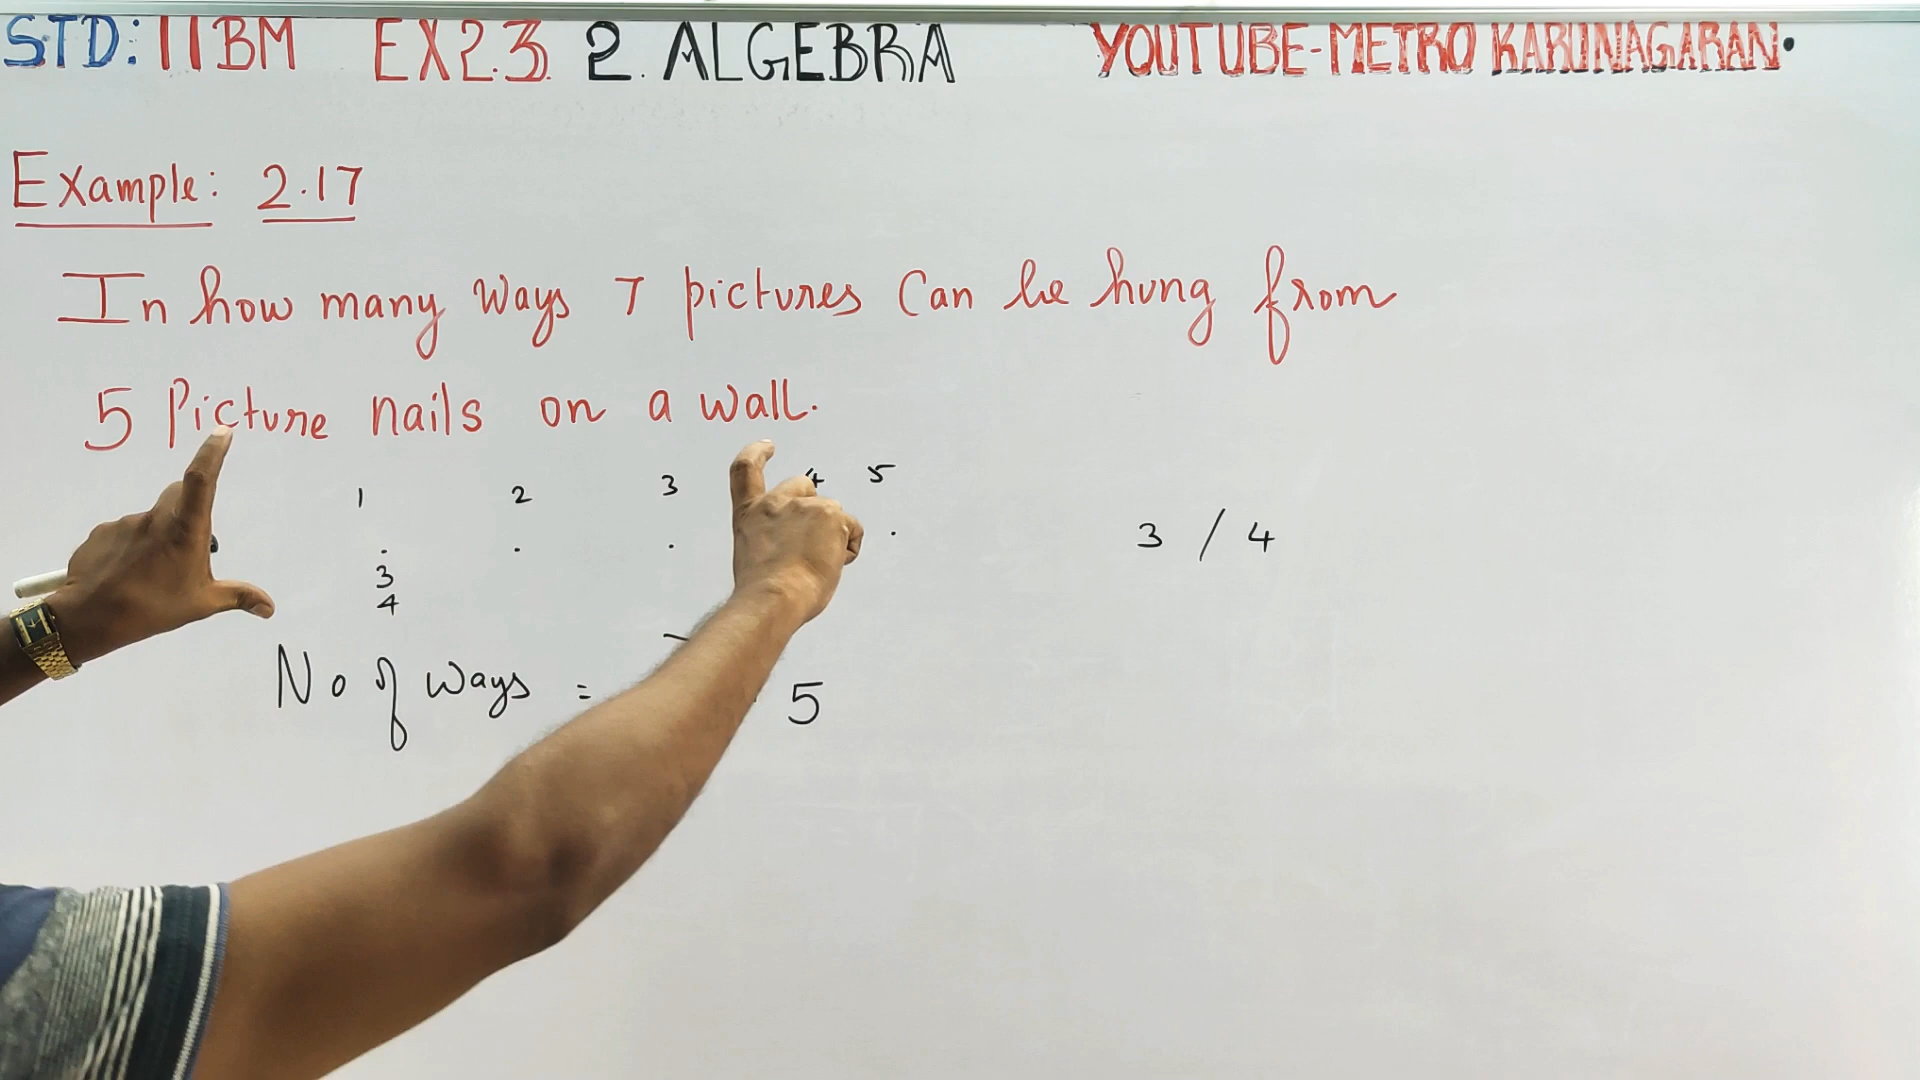 STD: 11BM EX2.3 2. ALGEBRA YOUTUBE-METRO KARUNAGARAN.
Example: 2.17
In how many ways 7 pictures can be hung from
5 Picture nails on a wall.
1 2 3 4 5
3 / 4
3
4
No of ways = 5